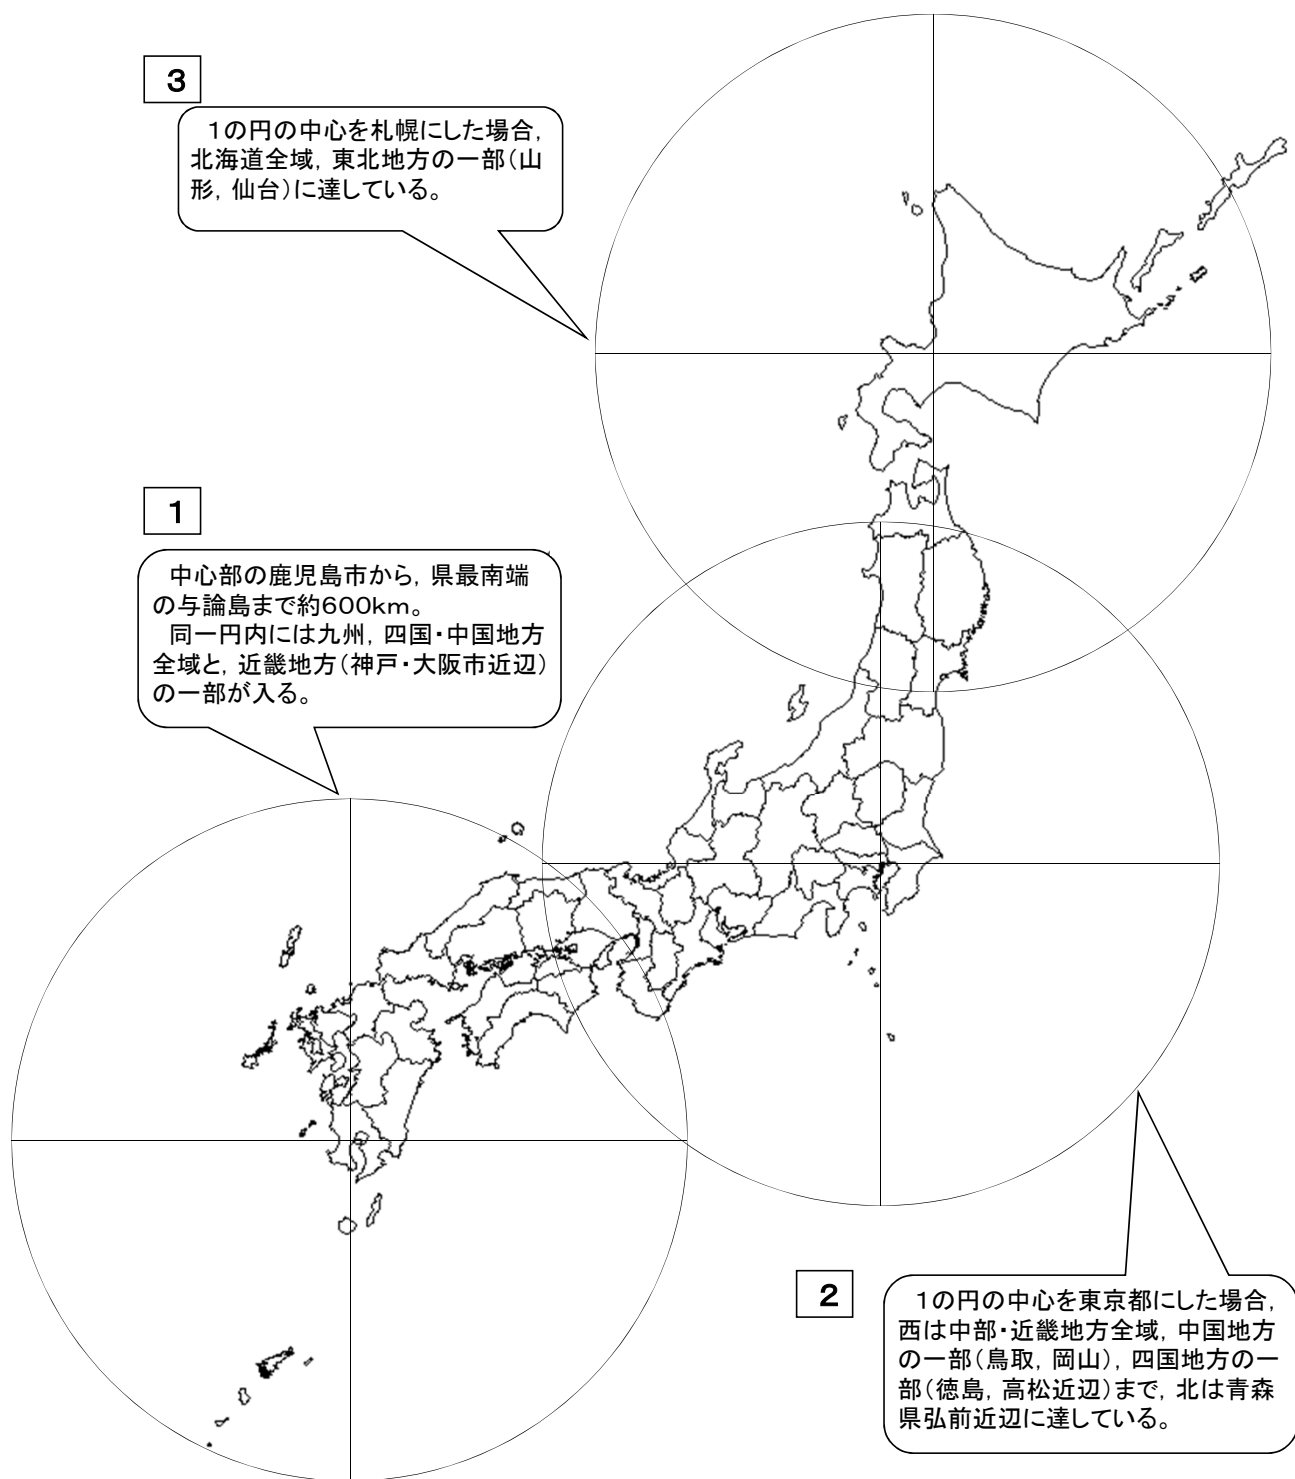 3
1の円の中心を札幌にした場合,
北海道全域, 東北地方の一部(山
形, 仙台)に達している。
1
中心部の鹿児島市から, 県最南端
の与論島まで約600km。
同一円内には九州, 四国・中国地方
全域と, 近畿地方(神戸・大阪市近辺)
の一部が入る。
2
1の円の中心を東京都にした場合,
西は中部・近畿地方全域, 中国地方
の一部(鳥取, 岡山), 四国地方の一
部(徳島, 高松近辺)まで, 北は青森
県弘前近辺に達している。